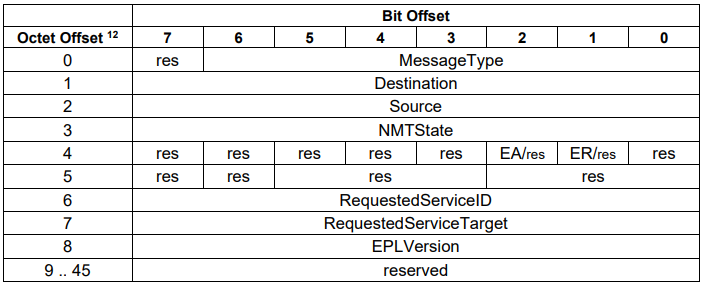 Bit Offset
Octet Offset 12 7 6 5 4 3 2 1 0
0 res MessageType
1 Destination
2 Source
3 NMTState
4 res res res res res EA/res ER/res res
5 res res res res
6 RequestedServiceID
7 RequestedServiceTarget
8 EPLVersion
9 .. 45 reserved